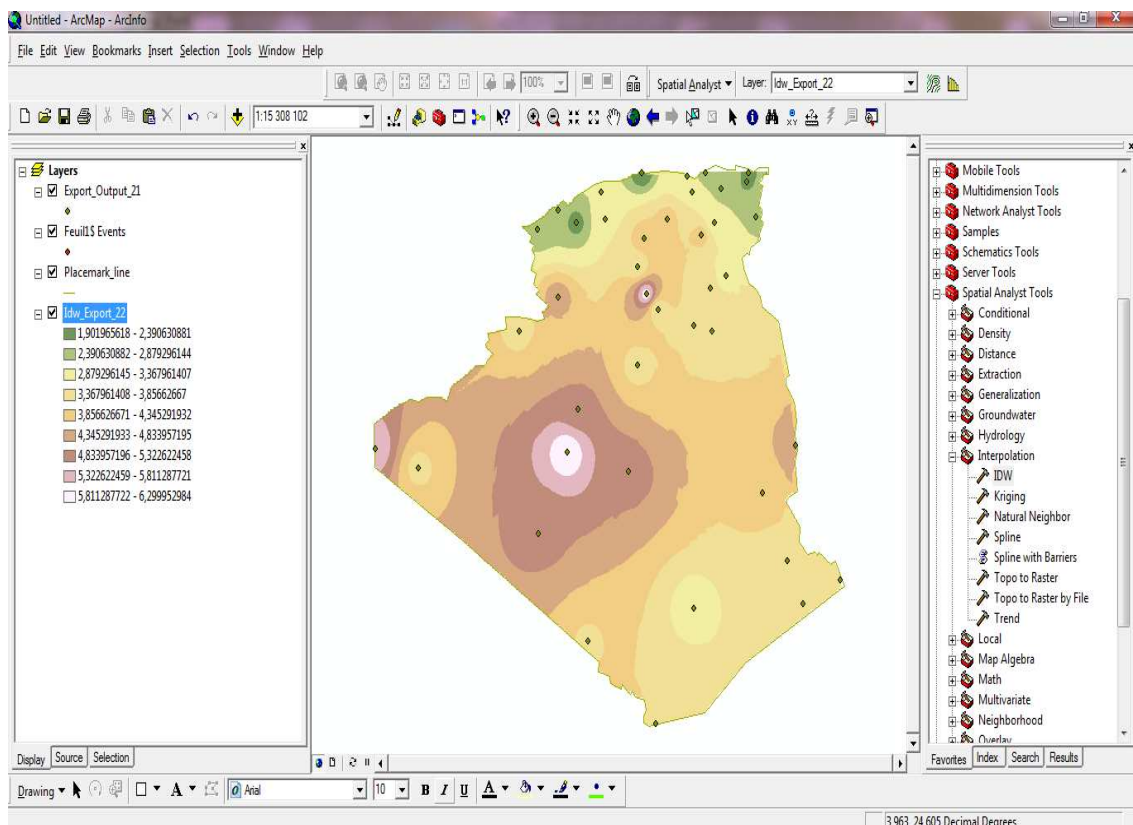 Untitled - ArcMap - ArcInfo
File Edit View Bookmarks Insert Selection Tools Window Help
100% Spatial Analyst Layer: Idw_Export_22
1:15 308 102
Layers
Export_Output_21
Feuil1$ Events
Placemark_line
Idw_Export_22
1,901965618 - 2,390630881
2,390630882 - 2,879296144
2,879296145 - 3,367961407
3,367961408 - 3,85662667
3,856626671 - 4,345291932
4,345291933 - 4,833957195
4,833957196 - 5,322622458
5,322622459 - 5,811287721
5,811287722 - 6,299952984
Display Source Selection
Mobile Tools
Multidimension Tools
Network Analyst Tools
Samples
Schematics Tools
Server Tools
Spatial Analyst Tools
Conditional
Density
Distance
Extraction
Generalization
Groundwater
Hydrology
Interpolation
IDW
Kriging
Natural Neighbor
Spline
Spline with Barriers
Topo to Raster
Topo to Raster by File
Trend
Local
Map Algebra
Math
Multivariate
Neighborhood
Overlay
Favorites Index Search Results
Drawing A Arial 10 B I U A
3,963 24,605 Decimal Degrees